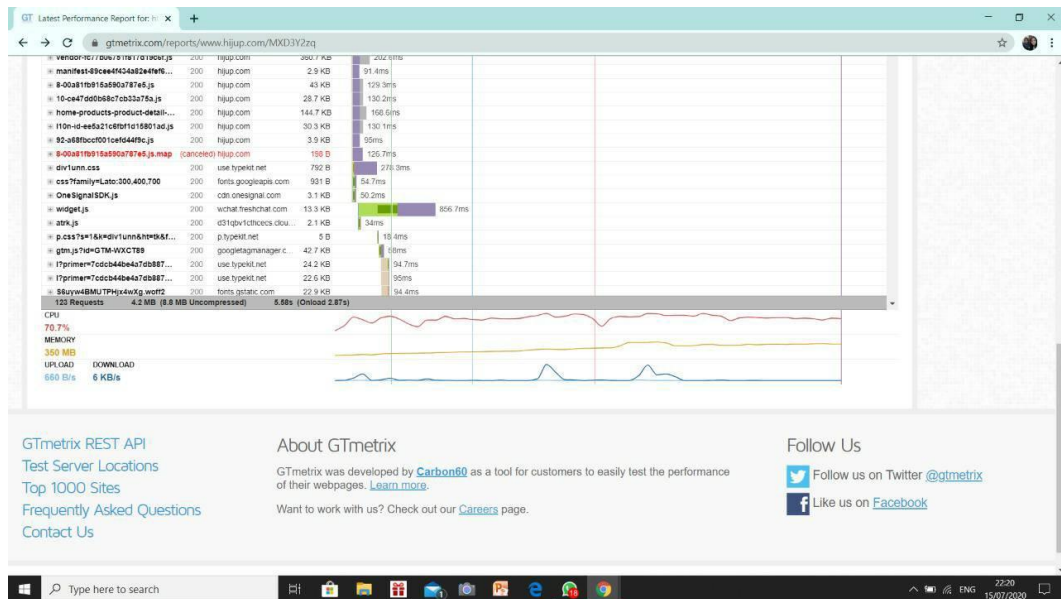 GT Latest Performance Report for: h × +
gtmetrix.com/reports/www.hijup.com/MXD3Y2zq
200 hijup.com 360.7 KB 202.6ms
manifest-89cee4f434a82e4fef6... 200 hijup.com 2.9 KB 91.4ms
8-00a81fb915a590a787e5.js 200 hijup.com 43 KB 129.3ms
10-ce47dd0b68c7cb33a75a.js 200 hijup.com 28.7 KB 130.2ms
home-products-product-detail-... 200 hijup.com 144.7 KB 168.6ms
l10n-id-ee5a21c6fbf1d15801ad.js 200 hijup.com 30.3 KB 130.1ms
92-a68fbccf001cefd44f9c.js 200 hijup.com 3.9 KB 95ms
8-00a81fb915a590a787e5.js.map (canceled) hijup.com 198 B 126.7ms
div1unn.css 200 use.typekit.net 792 B 278.3ms
css?family=Lato:300,400,700 200 fonts.googleapis.com 931 B 54.7ms
OneSignalSDK.js 200 cdn.onesignal.com 3.1 KB 50.2ms
widget.js 200 wchat.freshchat.com 13.3 KB 856.7ms
atrk.js 200 d31qbv1cthcecs.clou... 2.1 KB 34ms
p.css?s=1&k=div1unn&ht=tk&f... 200 p.typekit.net 5 B 18.4ms
gtm.js?id=GTM-WXCT89 200 googletagmanager.c... 42.7 KB 58ms
l?primer=7cdcb44be4a7db887... 200 use.typekit.net 24.2 KB 94.7ms
l?primer=7cdcb44be4a7db887... 200 use.typekit.net 22.6 KB 95ms
S6uyw4BMUTPHjx4wXg.woff2 200 fonts.gstatic.com 22.9 KB 94.4ms
123 Requests 4.2 MB (8.8 MB Uncompressed) 5.58s (Onload 2.87s)
CPU
70.7%
MEMORY
350 MB
UPLOAD DOWNLOAD
660 B/s 6 KB/s
GTmetrix REST API
Test Server Locations
Top 1000 Sites
Frequently Asked Questions
Contact Us
About GTmetrix
GTmetrix was developed by Carbon60 as a tool for customers to easily test the performance
of their webpages. Learn more.
Want to work with us? Check out our Careers page.
Follow Us
Follow us on Twitter @gtmetrix
Like us on Facebook
Type here to search
ENG
22:20
15/07/2020